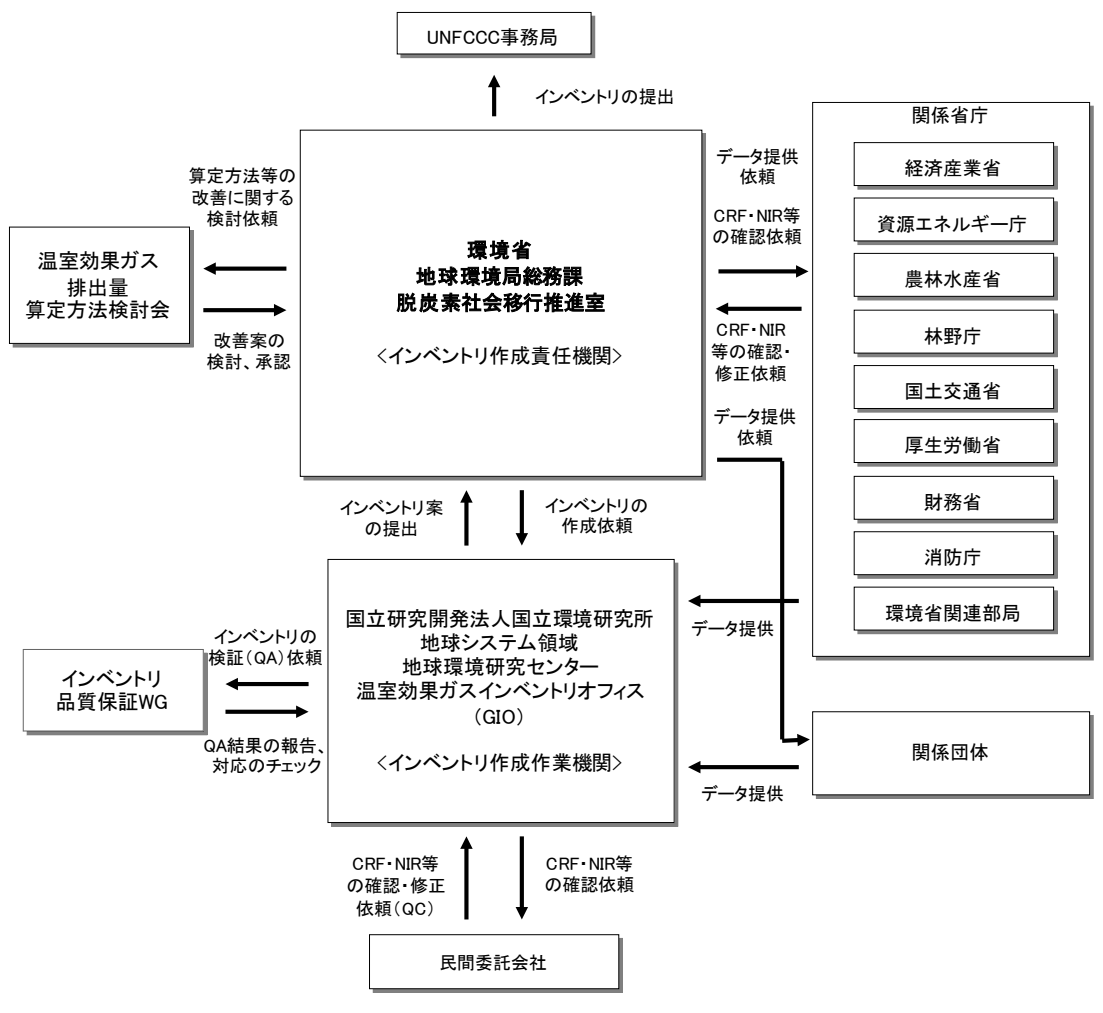 UNFCCC事務局
インベントリの提出
算定方法等の
改善に関する
検討依頼
温室効果ガス
排出量
算定方法検討会
改善案の
検討、承認
環境省
地球環境局総務課
脱炭素社会移行推進室
<インベントリ作成責任機関>
データ提供
依頼
CRF・NIR等
の確認依頼
CRF・NIR
等の確認・
修正依頼
データ提供
依頼
関係省庁
経済産業省
資源エネルギー庁
農林水産省
林野庁
国土交通省
厚生労働省
財務省
消防庁
環境省関連部局
インベントリ案
の提出
インベントリの
作成依頼
国立研究開発法人国立環境研究所
地球システム領域
地球環境研究センター
温室効果ガスインベントリオフィス
(GIO)
<インベントリ作成作業機関>
インベントリの
検証(QA)依頼
インベントリ
品質保証WG
QA結果の報告、
対応のチェック
データ提供
関係団体
データ提供
CRF・NIR等
の確認・修正
依頼(QC)
CRF・NIR等
の確認依頼
民間委託会社